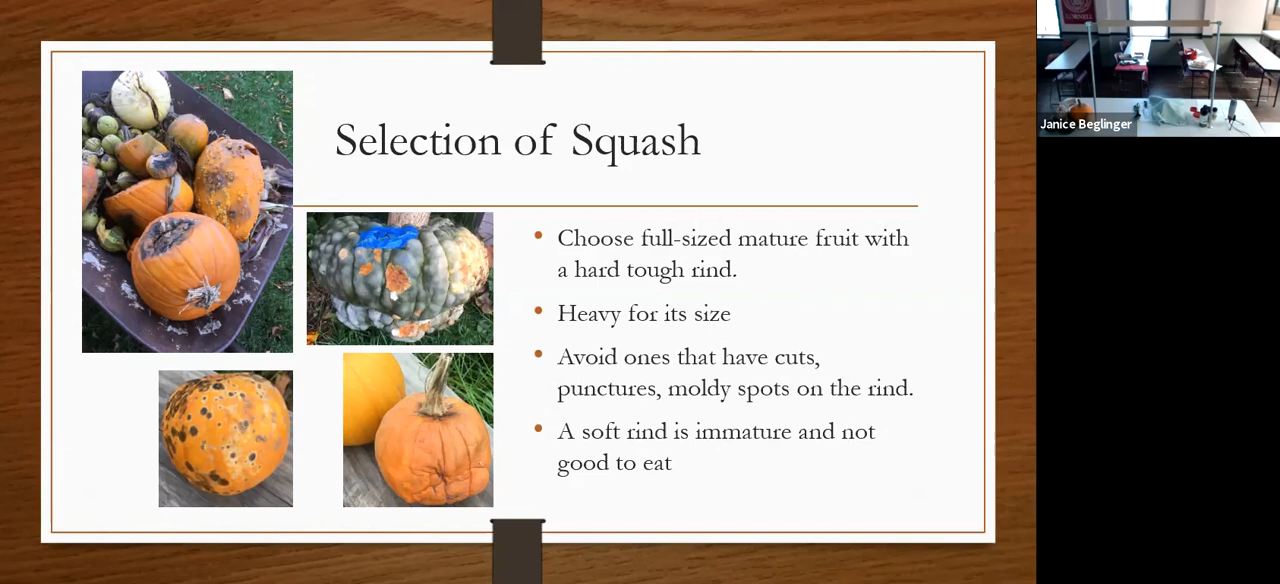 Selection of Squash
Choose full-sized mature fruit with
a hard tough rind.
Heavy for its size
Avoid ones that have cuts,
punctures, moldy spots on the rind.
A soft rind is immature and not
good to eat
CORNELL
Janice Beglinger